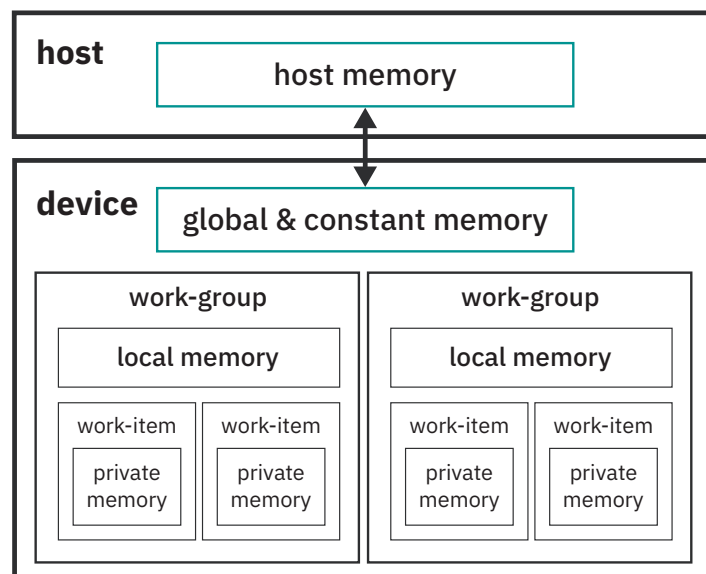 host
host memory
device
global & constant memory
work-group
local memory
work-item
private
memory
work-item
private
memory
work-group
local memory
work-item
private
memory
work-item
private
memory